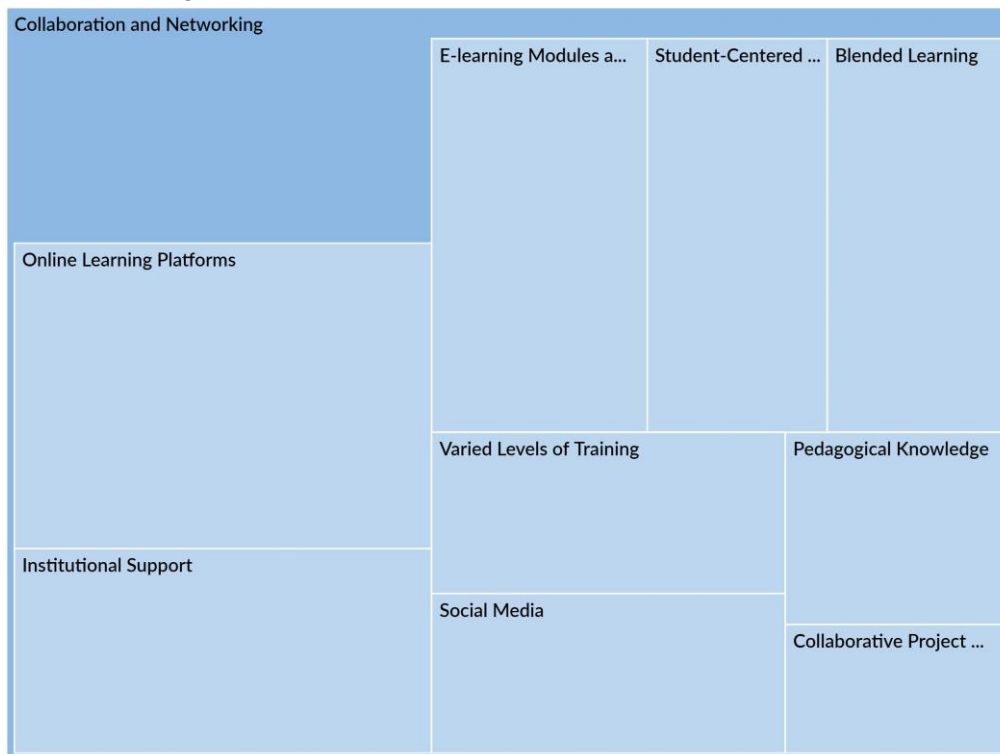 Collaboration and Networking
E-learning Modules a...
Student-Centered ...
Blended Learning
Online Learning Platforms
Varied Levels of Training
Pedagogical Knowledge
Institutional Support
Social Media
Collaborative Project ...